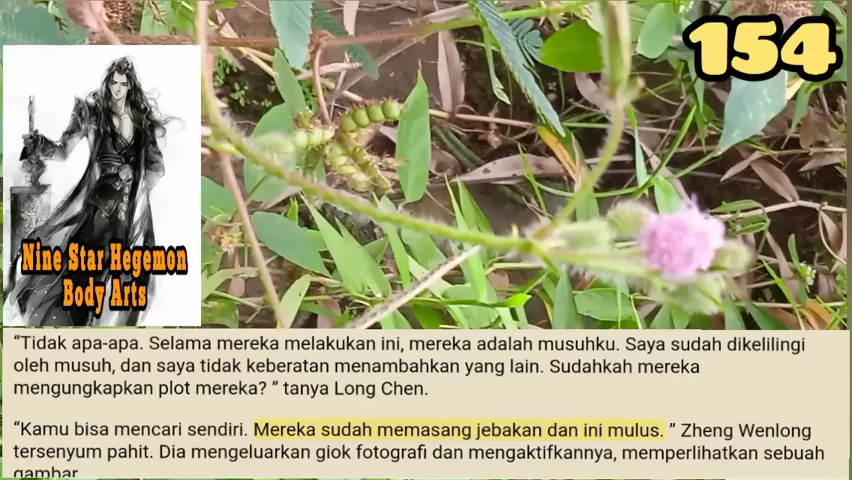 154
Nine Star Hegemon
Body Arts
“Tidak apa-apa. Selama mereka melakukan ini, mereka adalah musuhku. Saya sudah dikelilingi
oleh musuh, dan saya tidak keberatan menambahkan yang lain. Sudahkah mereka
mengungkapkan plot mereka? ” tanya Long Chen.
“Kamu bisa mencari sendiri. Mereka sudah memasang jebakan dan ini mulus. ” Zheng Wenlong
tersenyum pahit. Dia mengeluarkan giok fotografi dan mengaktifkannya, memperlihatkan sebuah
gambar